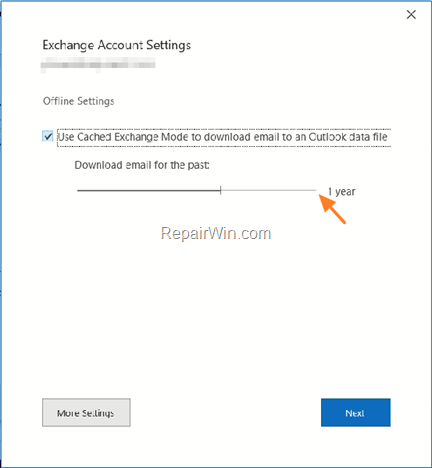 Exchange Account Settings
Offline Settings
Use Cached Exchange Mode to download email to an Outlook data file
Download email for the past:
1 year
RepairWin.com
More Settings
Next